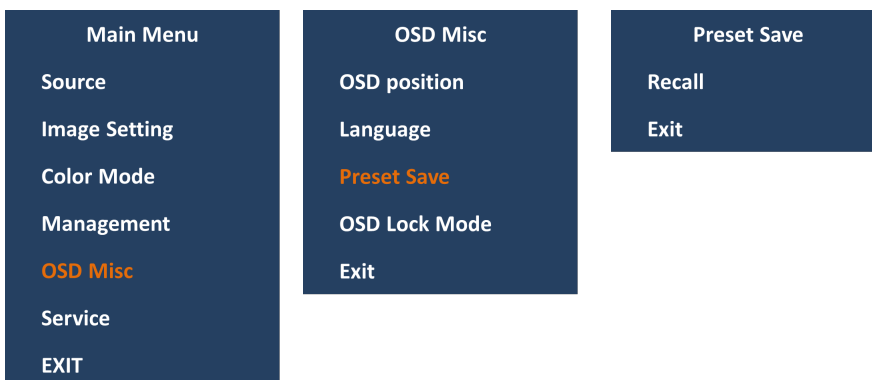 Main Menu
Source
Image Setting
Color Mode
Management
OSD Misc
Service
EXIT
OSD Misc
OSD position
Language
Preset Save
OSD Lock Mode
Exit
Preset Save
Recall
Exit